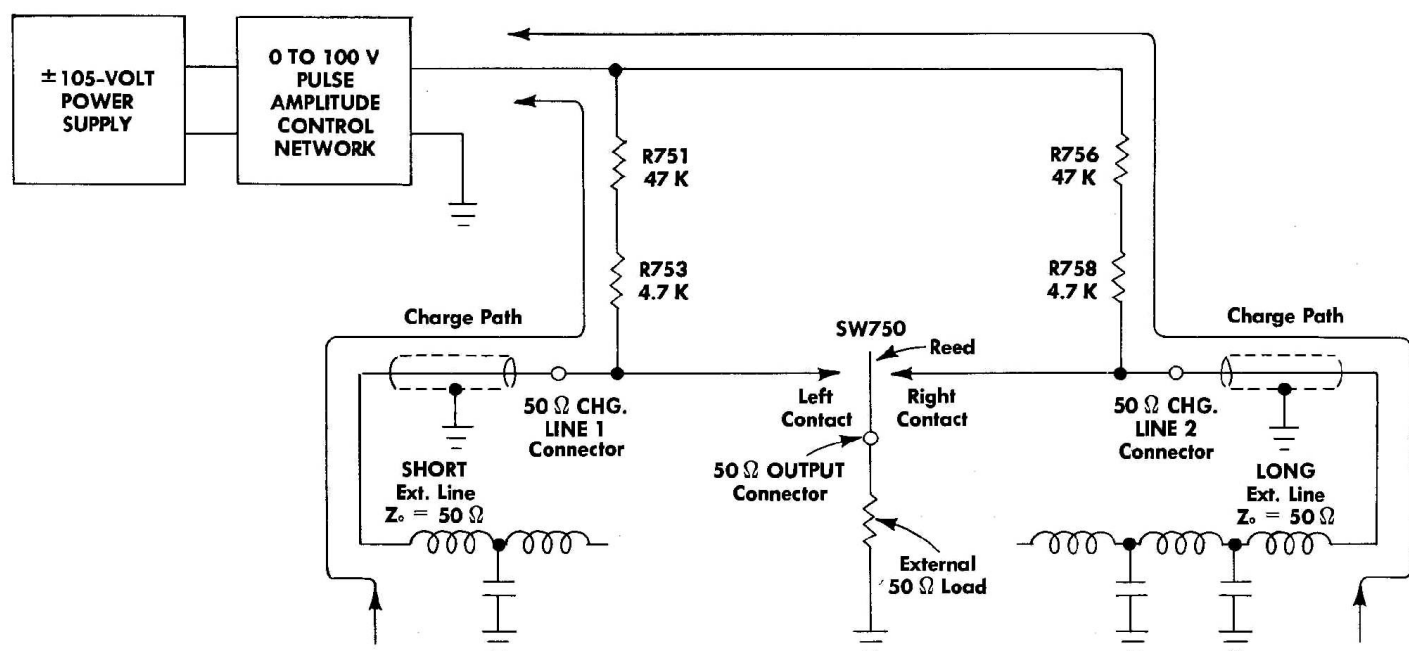 ±105-VOLT
POWER
SUPPLY
0 TO 100 V
PULSE
AMPLITUDE
CONTROL
NETWORK
R751
47 K
R756
47 K
R753
4.7 K
R758
4.7 K
Charge Path
SW750
Reed
Charge Path
Left
Contact
Right
Contact
50 Ω CHG.
LINE 1
Connector
50 Ω CHG.
LINE 2
Connector
50 Ω OUTPUT
Connector
SHORT
Ext. Line
Zₒ = 50 Ω
LONG
Ext. Line
Zₒ = 50 Ω
External
50 Ω Load